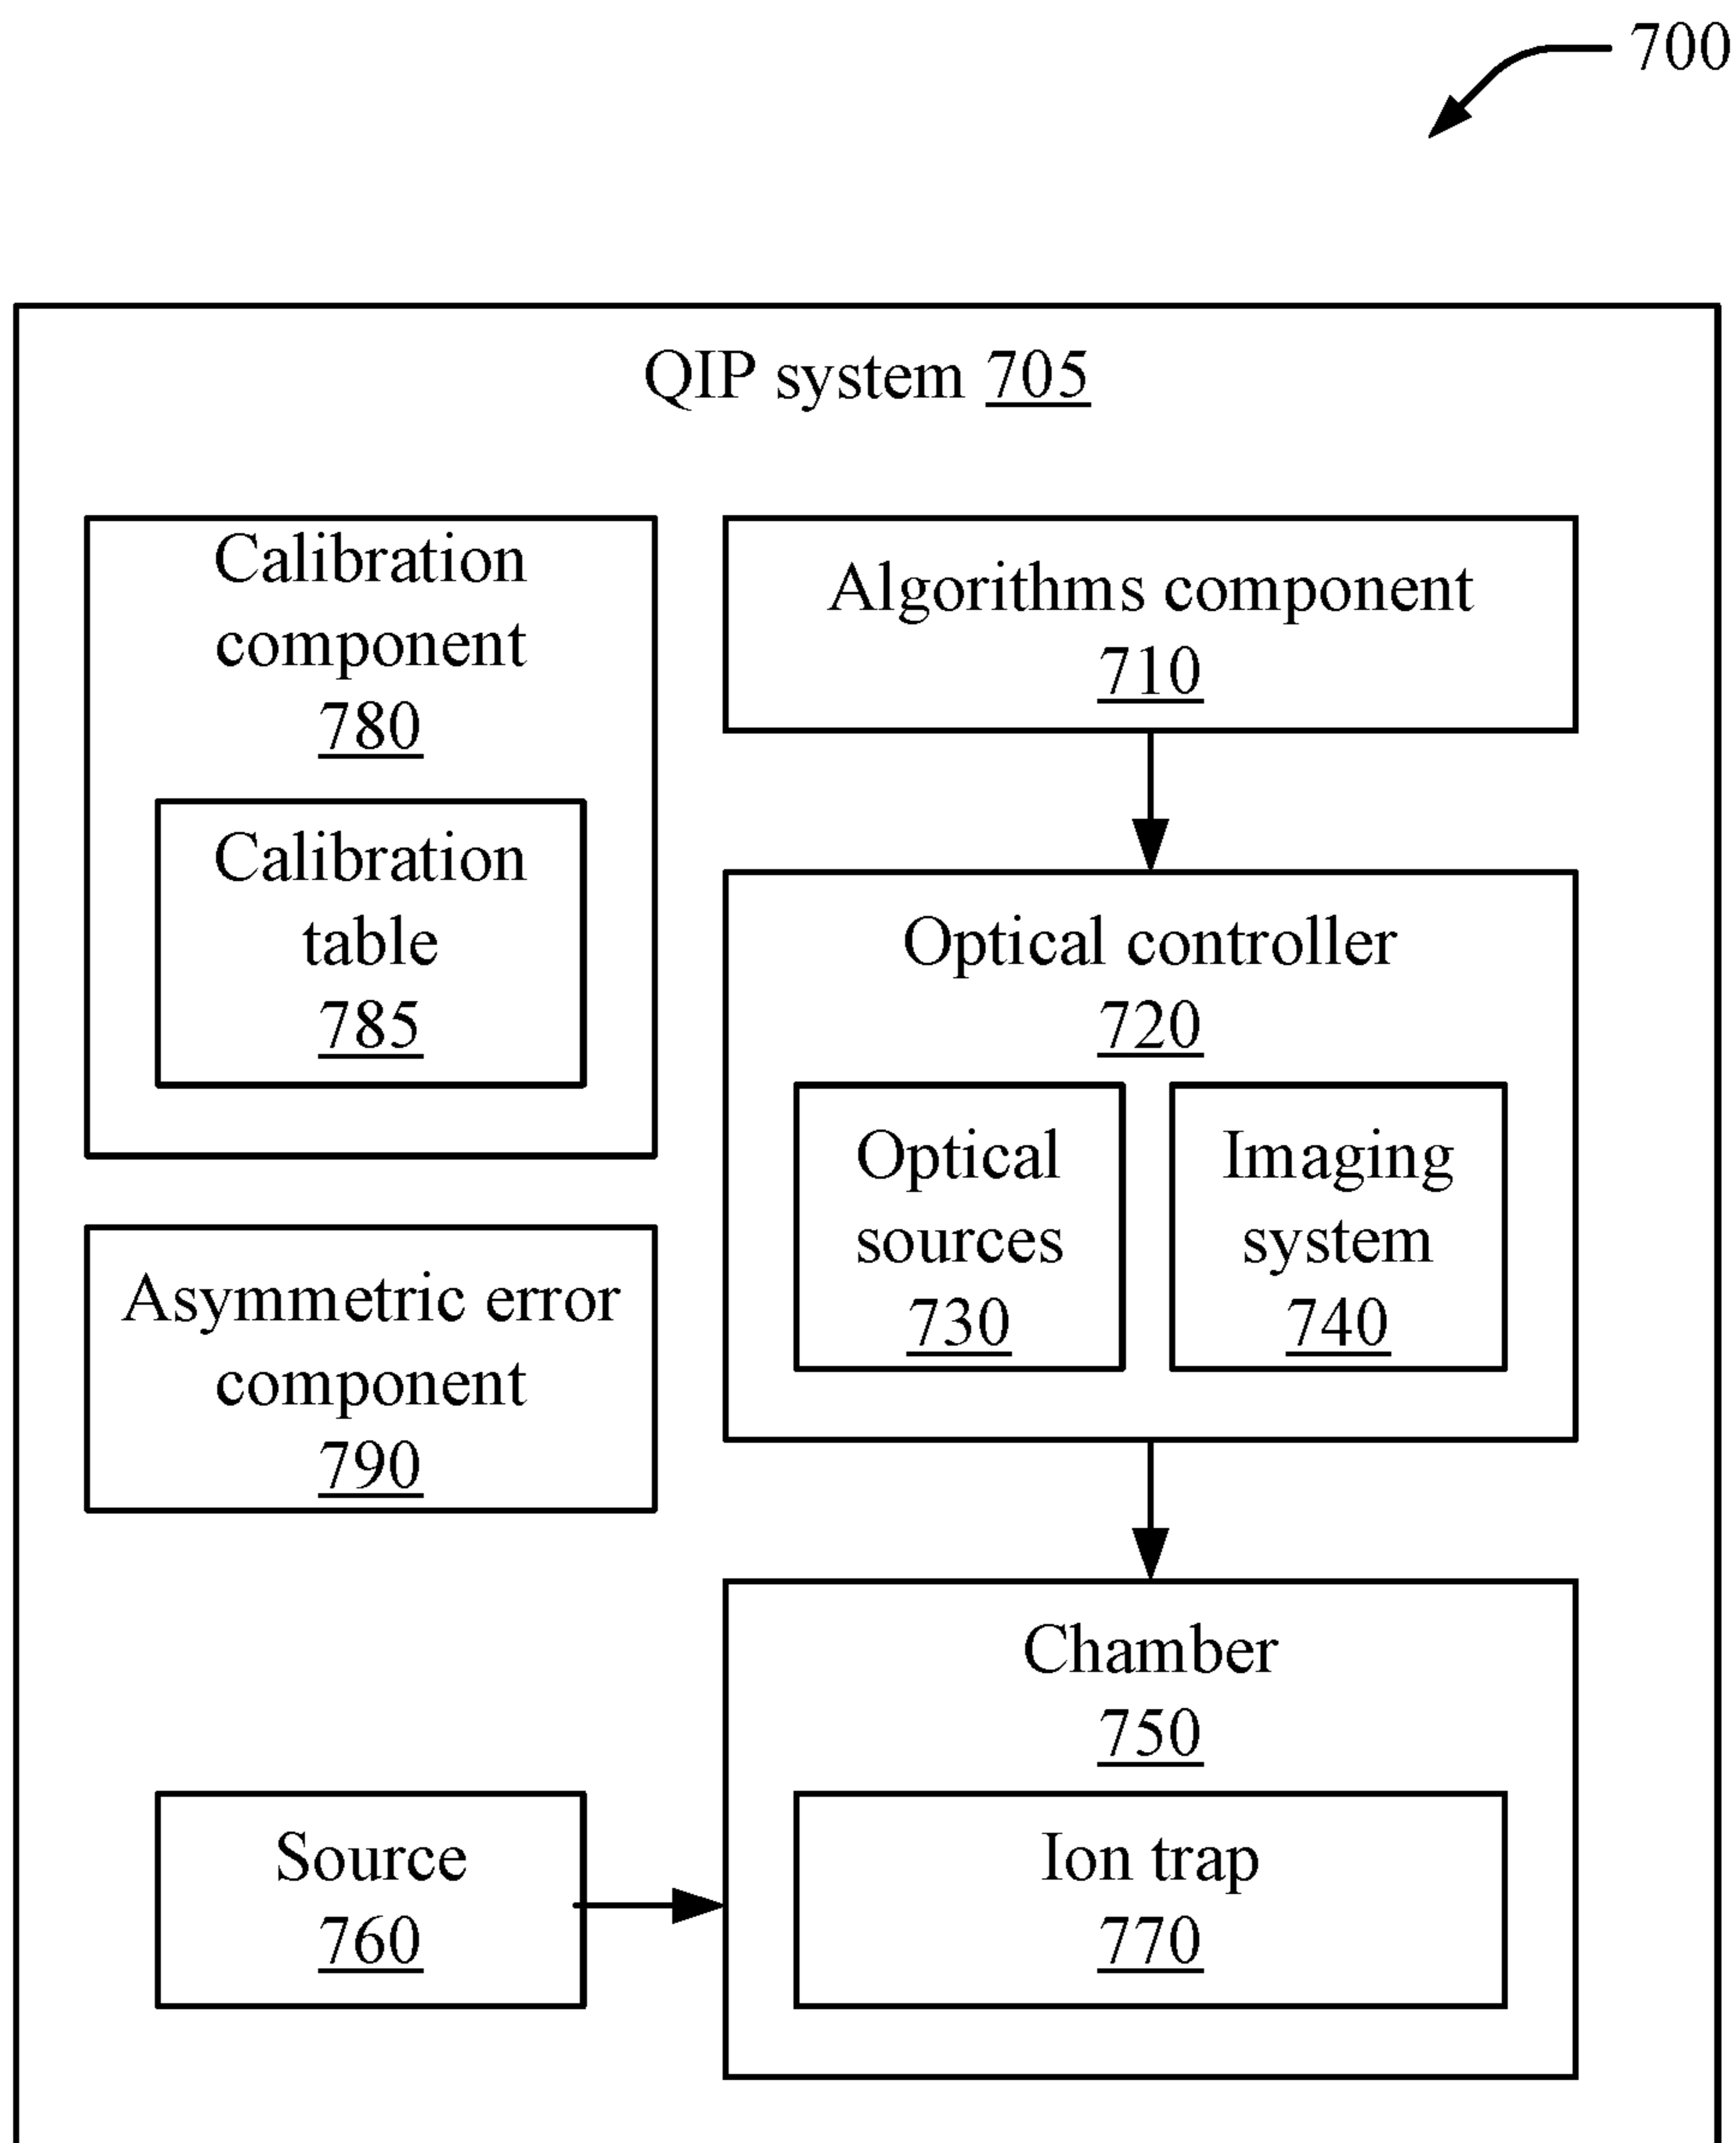 700
QIP system 705
Calibration
component
780
Calibration
table
785
Algorithms component
710
Optical controller
720
Optical
sources
730
Imaging
system
740
Asymmetric error
component
790
Chamber
750
Source
760
Ion trap
770